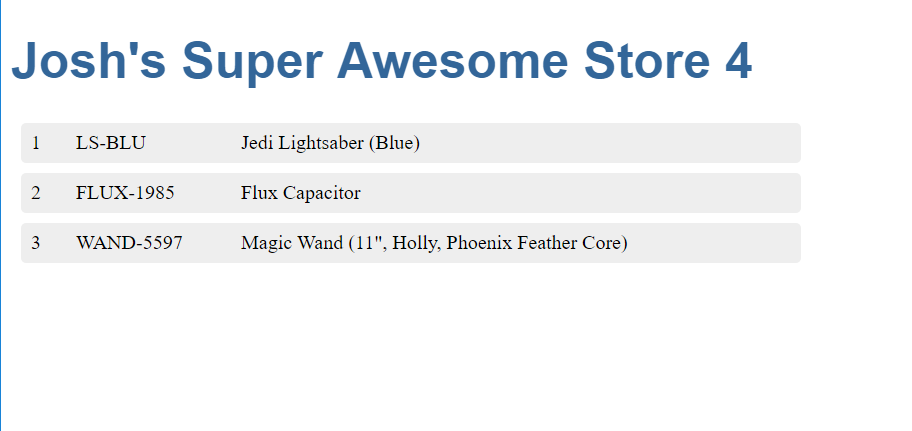 Josh's Super Awesome Store 4
1 LS-BLU Jedi Lightsaber (Blue)
2 FLUX-1985 Flux Capacitor
3 WAND-5597 Magic Wand (11", Holly, Phoenix Feather Core)